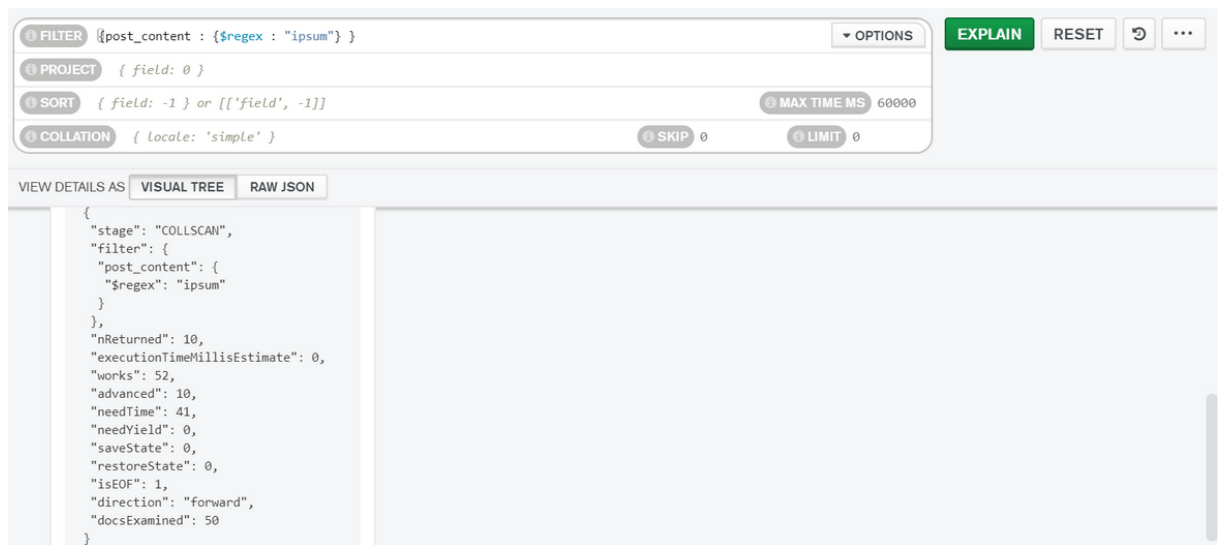 FILTER {post_content : {$regex : "ipsum"} } OPTIONS EXPLAIN RESET ...
PROJECT { field: 0 }
SORT { field: -1 } or [['field', -1]] MAX TIME MS 60000
COLLATION { locale: 'simple' } SKIP 0 LIMIT 0
VIEW DETAILS AS VISUAL TREE RAW JSON
{
"stage": "COLLSCAN",
"filter": {
"post_content": {
"$regex": "ipsum"
}
},
"nReturned": 10,
"executionTimeMillisEstimate": 0,
"works": 52,
"advanced": 10,
"needTime": 41,
"needYield": 0,
"saveState": 0,
"restoreState": 0,
"isEOF": 1,
"direction": "forward",
"docsExamined": 50
}